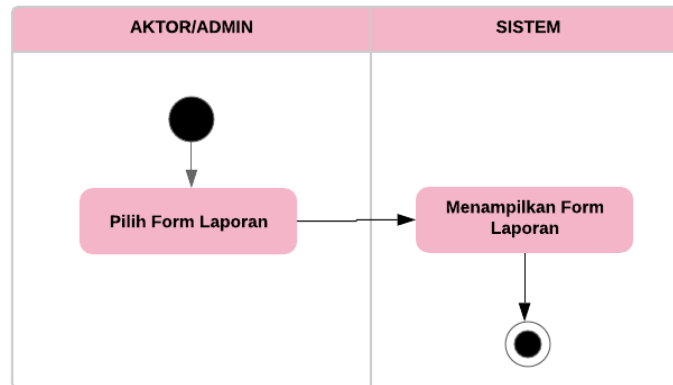 AKTOR/ADMIN
SISTEM
Pilih Form Laporan
Menampilkan Form
Laporan